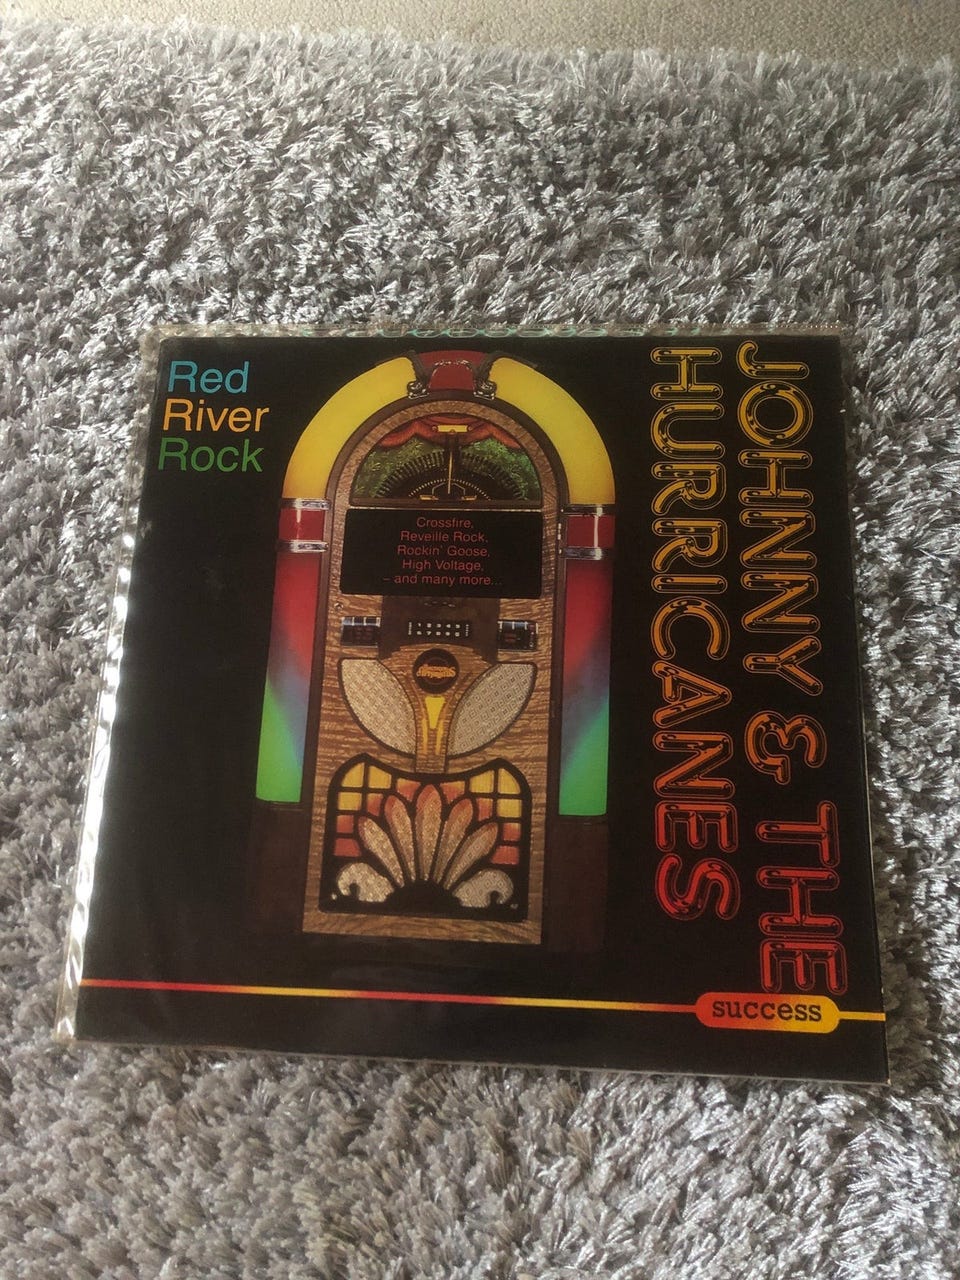 Red
River
Rock
Crossfire,
Reveille Rock,
Rockin' Goose,
High Voltage,
– and many more...
JOHNNY & THE
HURRICANES
success